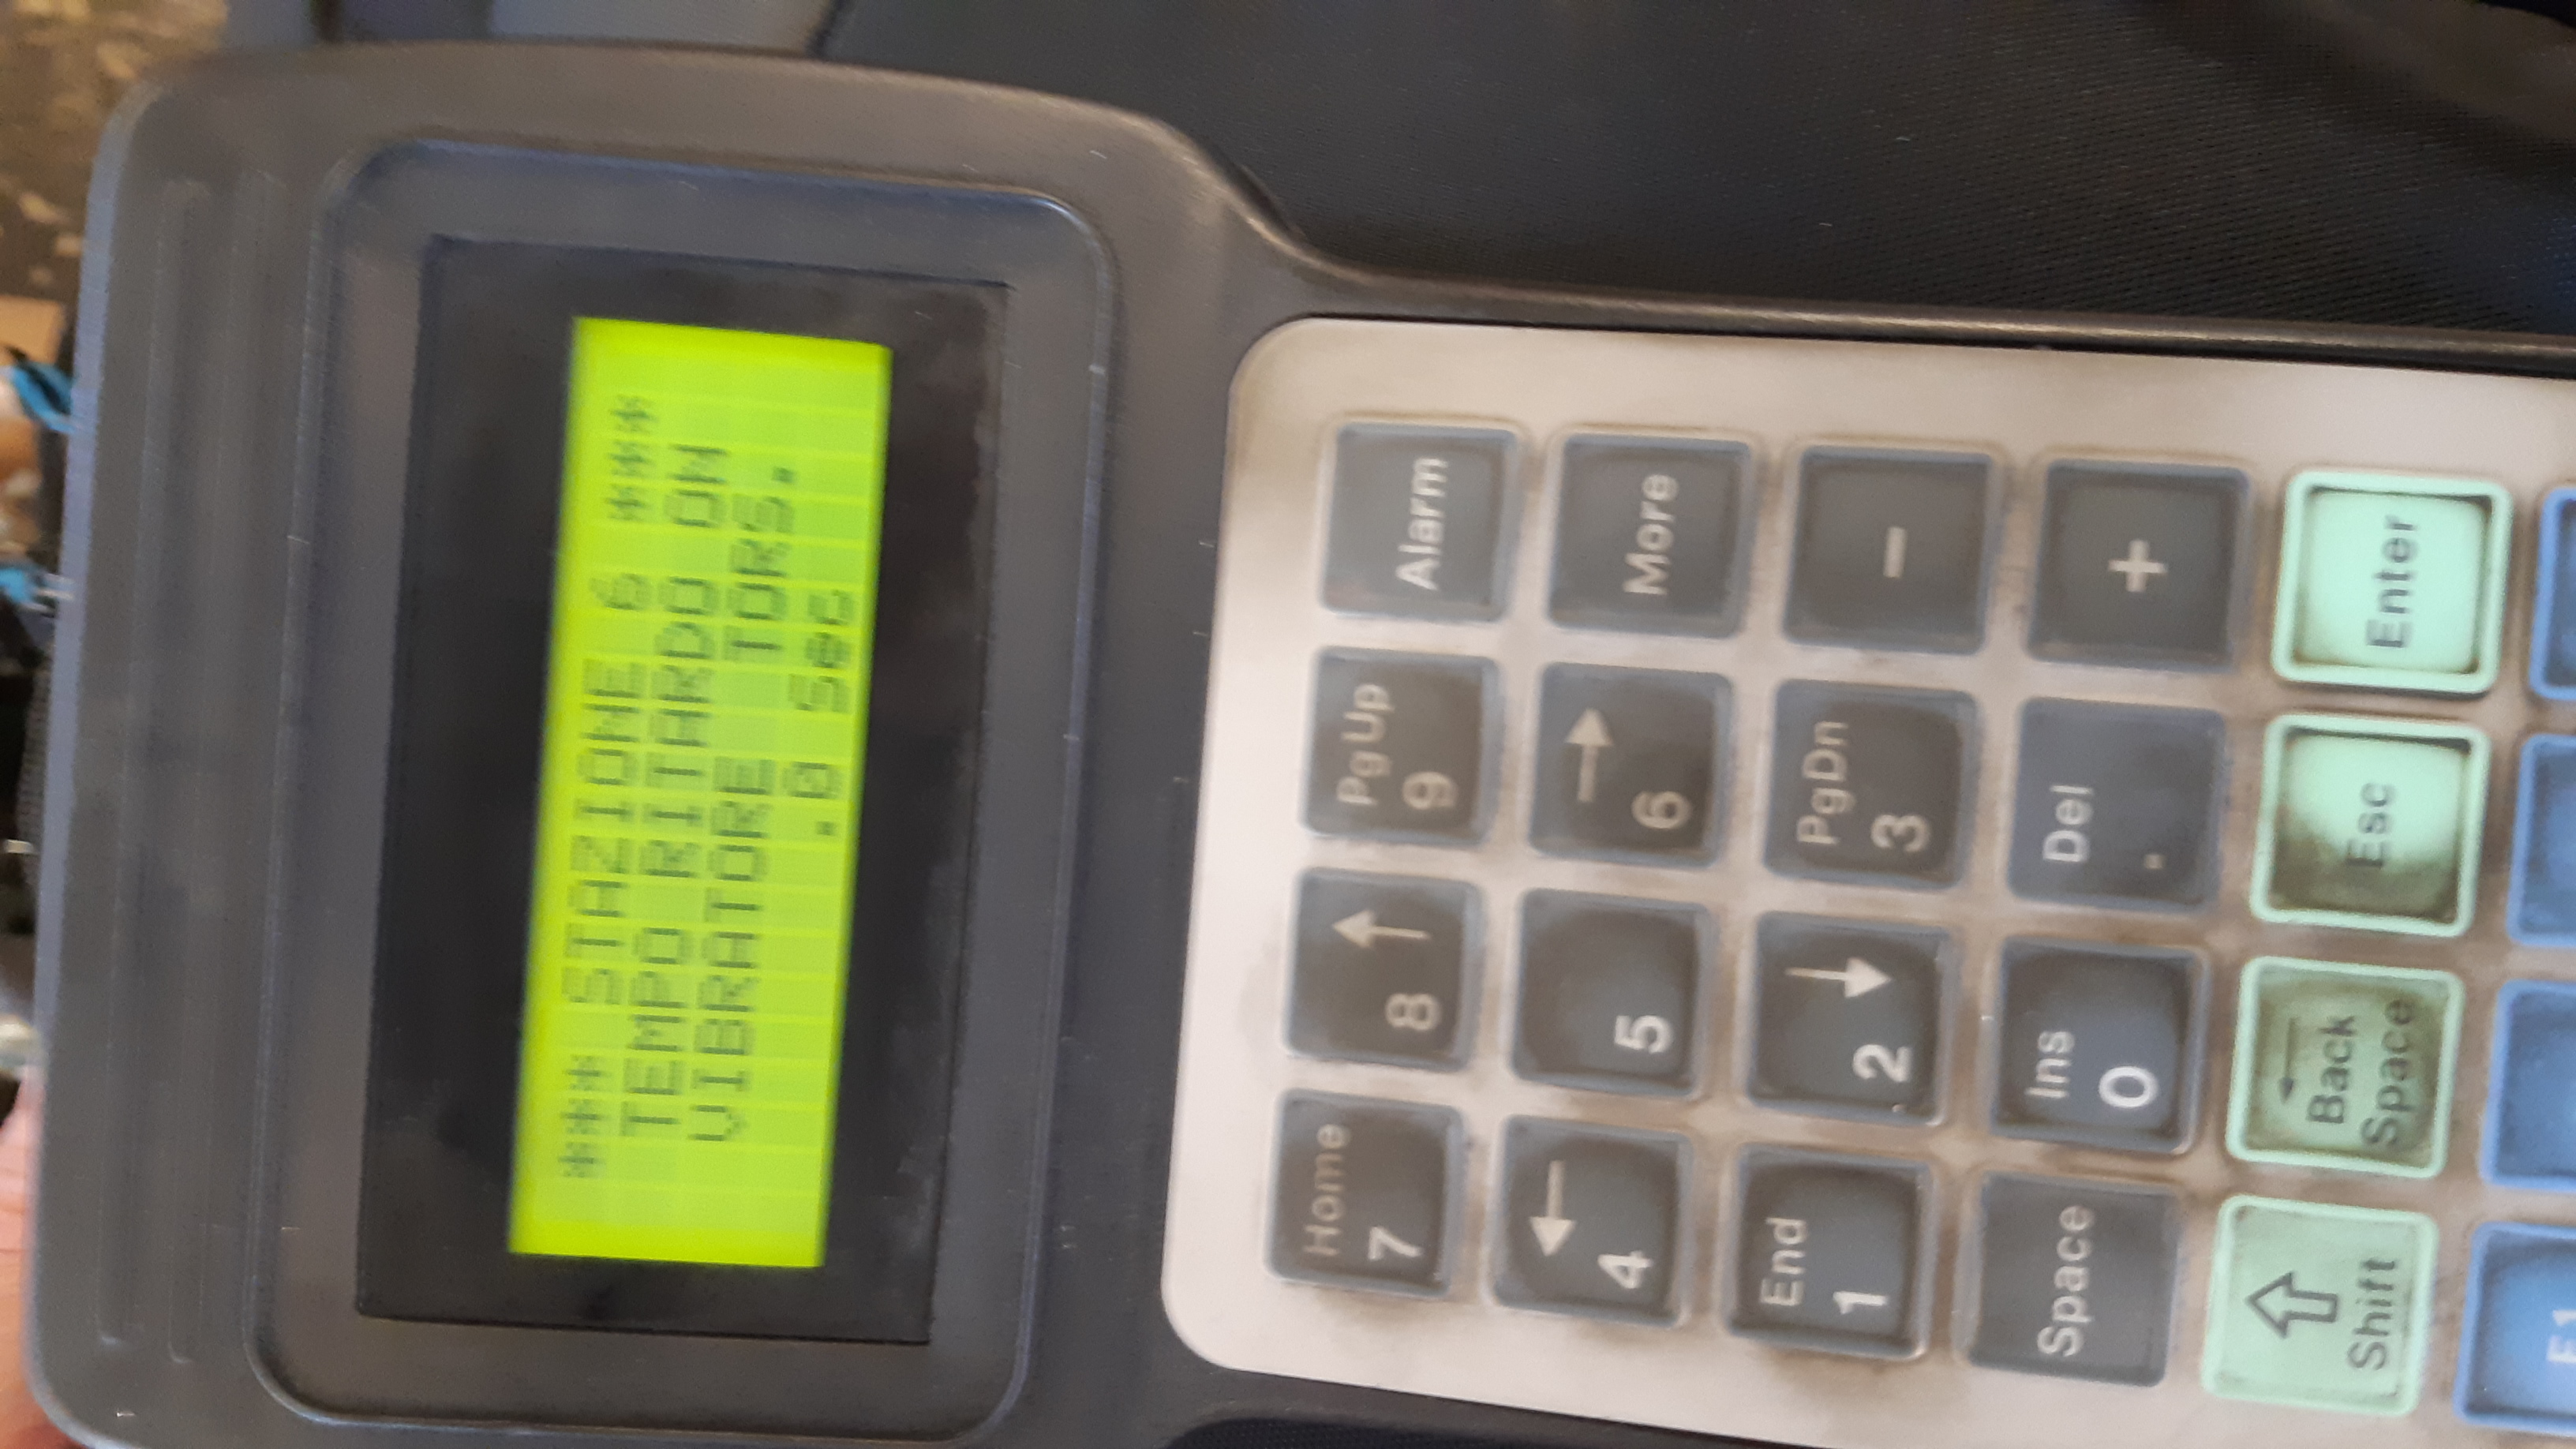 *** STAZIONE 6 ***
TEMPO RITARDO ON
VIBRATORE TORS.
.0 Sec
Home
7
8
PgUp
9
Alarm
4
5
6
More
End
1
2
PgDn
3
-
Space
Ins
0
Del
.
+
Shift
Back
Space
Esc
Enter
F1